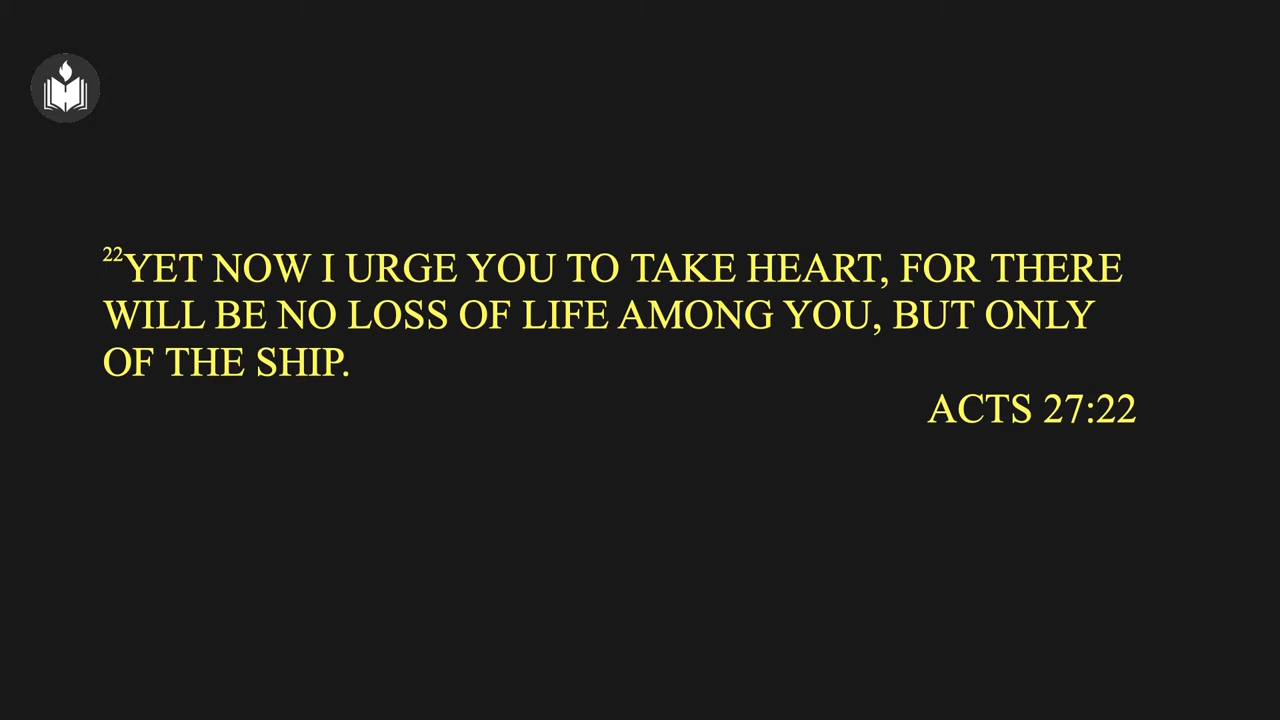 22YET NOW I URGE YOU TO TAKE HEART, FOR THERE
WILL BE NO LOSS OF LIFE AMONG YOU, BUT ONLY
OF THE SHIP.
ACTS 27:22